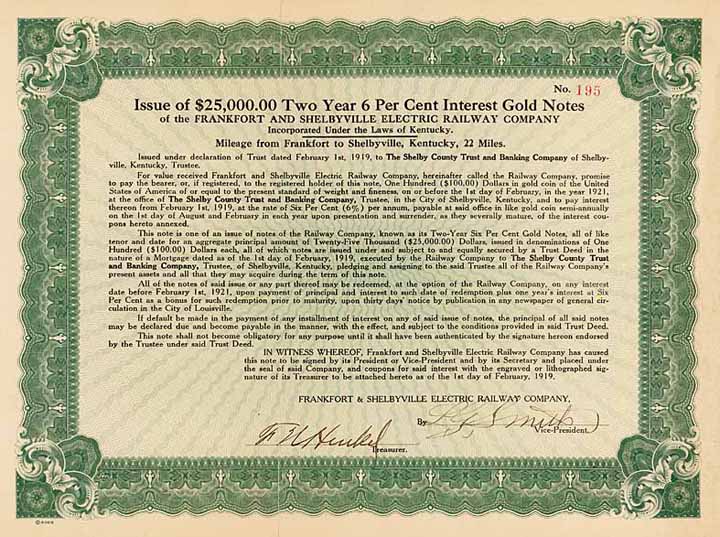 No. 195
Issue of $25,000.00 Two Year 6 Per Cent Interest Gold Notes
of the FRANKFORT AND SHELBYVILLE ELECTRIC RAILWAY COMPANY
Incorporated Under the Laws of Kentucky.
Mileage from Frankfort to Shelbyville, Kentucky, 22 Miles.
Issued under declaration of Trust dated February 1st, 1919, to The Shelby County Trust and Banking Company of Shelby-
ville, Kentucky, Trustee.
For value received Frankfort and Shelbyville Electric Railway Company, hereinafter called the Railway Company, promise
to pay the bearer, or, if registered, to the registered holder of this note, One Hundred ($100.00) Dollars in gold coin of the United
States of America of or equal to the present standard of weight and fineness, on or before the 1st day of February, in the year 1921,
at the office of The Shelby County Trust and Banking Company, Trustee, in the City of Shelbyville, Kentucky, and to pay interest
thereon from February 1st, 1919, at the rate of Six Per Cent (6%) per annum, payable at said office in like gold coin semi-annually
on the 1st day of August and February in each year upon presentation and surrender, as they severally mature, of the interest cou-
pons hereto annexed.
This note is one of an issue of notes of the Railway Company, known as its Two-Year Six Per Cent Gold Notes, all of like
tenor and date for an aggregate principal amount of Twenty-Five Thousand ($25,000.00) Dollars, issued in denominations of One
Hundred ($100.00) Dollars each, all of which notes are issued under and subject to and equally secured by a Trust Deed in the
nature of a Mortgage dated as of the 1st day of February, 1919, executed by the Railway Company to The Shelby County Trust
and Banking Company, Trustee, of Shelbyville, Kentucky, pledging and assigning to the said Trustee all of the Railway Company's
present assets and all that they may acquire during the term of this note.
All of the notes of said issue or any part thereof may be redeemed, at the option of the Railway Company, on any interest
date before February 1st, 1921, upon payment of principal and interest to such date of redemption plus one year's interest at Six
Per Cent as a bonus for such redemption prior to maturity, upon thirty days' notice by publication in any newspaper of general cir-
culation in the City of Louisville.
If default be made in the payment of any installment of interest on any of said issue of notes, the principal of all said notes
may be declared due and become payable in the manner, with the effect, and subject to the conditions provided in said Trust Deed.
This note shall not become obligatory for any purpose until it shall have been authenticated by the signature hereon endorsed
by the Trustee under said Trust Deed.
IN WITNESS WHEREOF, Frankfort and Shelbyville Electric Railway Company has caused
this note to be signed by its President or Vice-President and by its Secretary and placed under
the seal of said Company, and coupons for said interest with the engraved or lithographed sig-
nature of its Treasurer to be attached hereto as of the 1st day of February, 1919.
FRANKFORT & SHELBYVILLE ELECTRIC RAILWAY COMPANY,
By Smith
Vice-President.
Henkel
Treasurer.